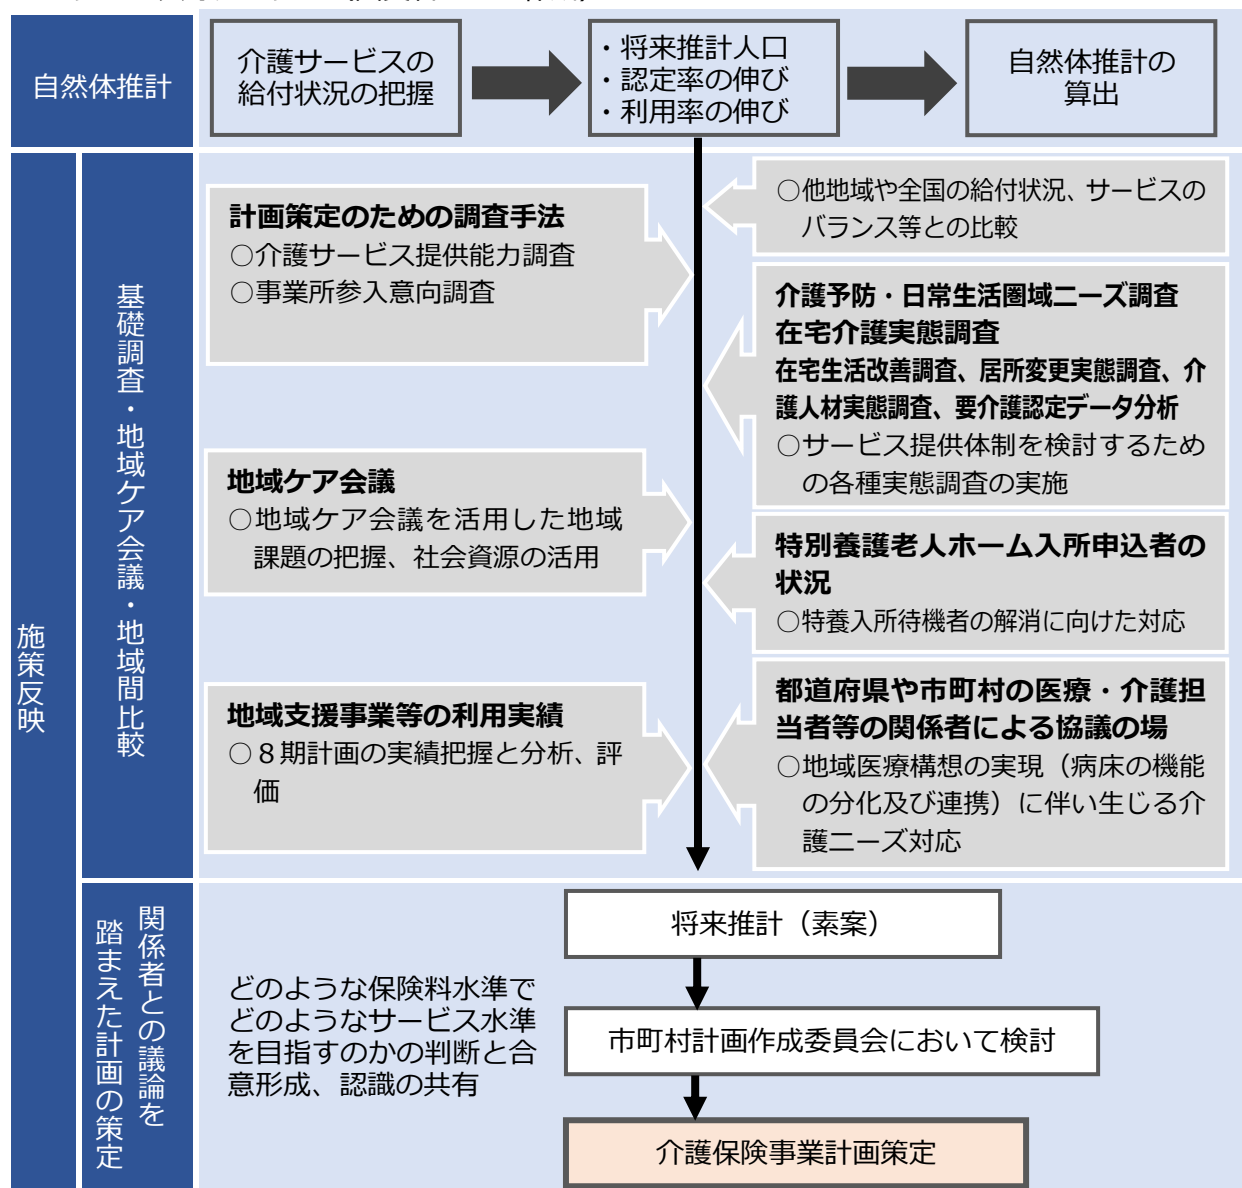 自然体推計
介護サービスの
給付状況の把握
・将来推計人口
・認定率の伸び
・利用率の伸び
自然体推計の
算出
施策反映
基礎調査・地域ケア会議・地域間比較
計画策定のための調査手法
○介護サービス提供能力調査
○事業所参入意向調査
地域ケア会議
○地域ケア会議を活用した地域
課題の把握、社会資源の活用
地域支援事業等の利用実績
○８期計画の実績把握と分析、評
価
○他地域や全国の給付状況、サービスの
バランス等との比較
介護予防・日常生活圏域ニーズ調査
在宅介護実態調査
在宅生活改善調査、居所変更実態調査、介
護人材実態調査、要介護認定データ分析
○サービス提供体制を検討するため
の各種実態調査の実施
特別養護老人ホーム入所申込者の
状況
○特養入所待機者の解消に向けた対応
都道府県や市町村の医療・介護担
当者等の関係者による協議の場
○地域医療構想の実現（病床の機能
の分化及び連携）に伴い生じる介
護ニーズ対応
関係者との議論を
踏まえた計画の策定
どのような保険料水準で
どのようなサービス水準
を目指すのかの判断と合
意形成、認識の共有
将来推計（素案）
市町村計画作成委員会において検討
介護保険事業計画策定